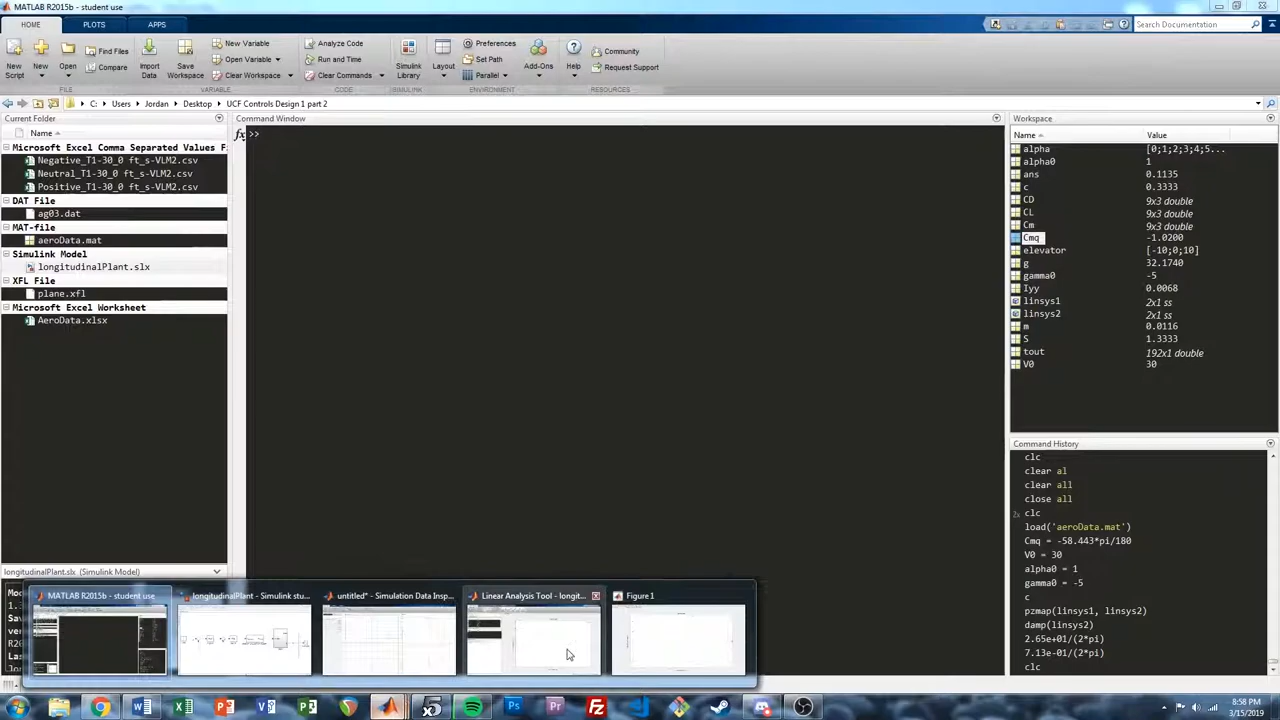 MATLAB R2015b - student use
HOME PLOTS APPS
Search Documentation
New Script
New
Open
Find Files
Compare
FILE
Import Data
Save Workspace
New Variable
Open Variable
Clear Workspace
VARIABLE
Analyze Code
Run and Time
Clear Commands
CODE
Simulink Library
SIMULINK
Layout
Preferences
Set Path
Parallel
ENVIRONMENT
Add-Ons
Help
Community
Request Support
RESOURCES
C: Users Jordan Desktop UCF Controls Design 1 part 2
Current Folder
Name
Microsoft Excel Comma Separated Values F
Negative_T1-30_0 ft_s-VLM2.csv
Neutral_T1-30_0 ft_s-VLM2.csv
Positive_T1-30_0 ft_s-VLM2.csv
DAT File
ag03.dat
MAT-file
aeroData.mat
Simulink Model
longitudinalPlant.slx
XFL File
plane.xfl
Microsoft Excel Worksheet
AeroData.xlsx
longitudinalPlant.slx (Simulink Model)
Command Window
fx >>
Workspace
Name Value
alpha [0;1;2;3;4;5...
alpha0 1
ans 0.1135
c 0.3333
CD 9x3 double
CL 9x3 double
Cm 9x3 double
Cmq -1.0200
elevator [-10;0;10]
g 32.1740
gamma0 -5
Iyy 0.0068
linsys1 2x1 ss
linsys2 2x1 ss
m 0.0116
S 1.3333
tout 192x1 double
V0 30
Command History
clc
clear al
clear all
close all
2x clc
load('aeroData.mat')
Cmq = -58.443*pi/180
V0 = 30
alpha0 = 1
gamma0 = -5
c
pzmap(linsys1, linsys2)
damp(linsys2)
2.65e+01/(2*pi)
7.13e-01/(2*pi)
clc
MATLAB R2015b - student use
longitudinalPlant - Simulink stu...
untitled* - Simulation Data Insp...
Linear Analysis Tool - longit...
Figure 1
8:58 PM
3/15/2019